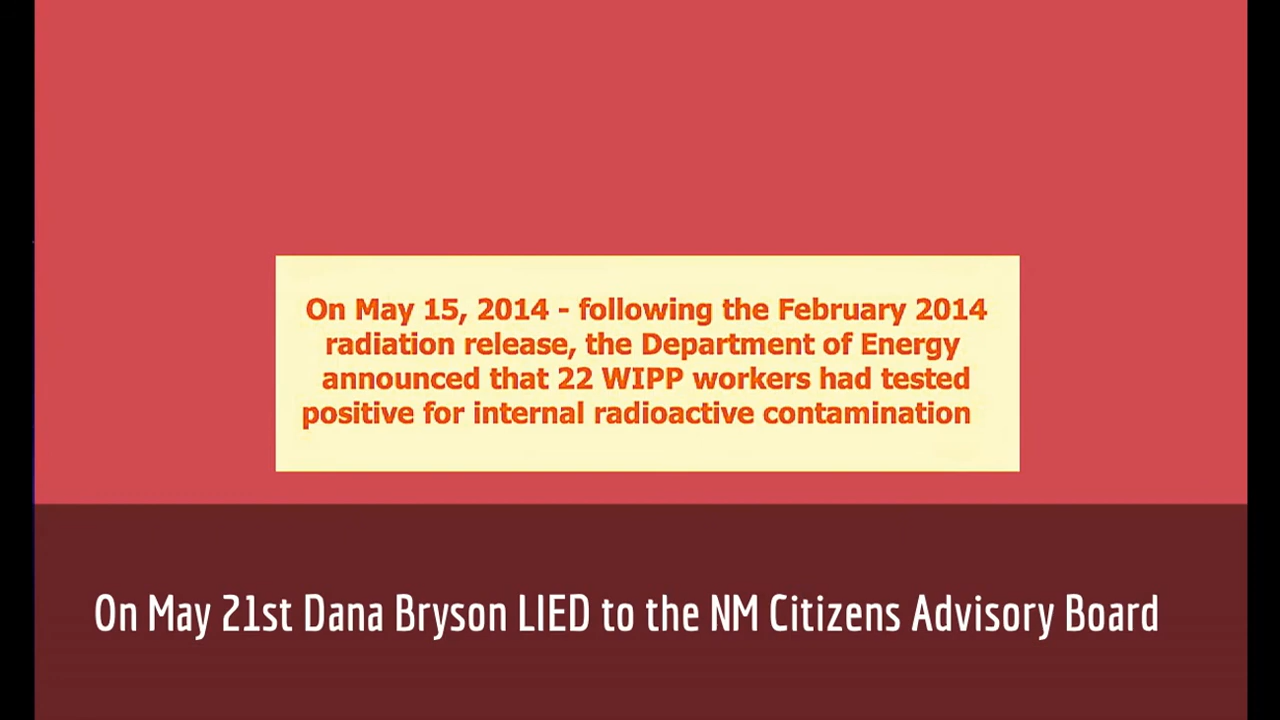 On May 15, 2014 - following the February 2014
radiation release, the Department of Energy
announced that 22 WIPP workers had tested
positive for internal radioactive contamination
On May 21st Dana Bryson LIED to the NM Citizens Advisory Board